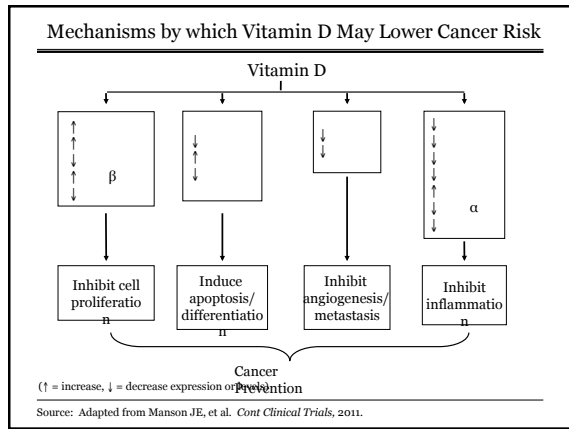 Mechanisms by which Vitamin D May Lower Cancer Risk
Vitamin D
↑
↑
↓
↑ β
↓
↓
↑
↓
↓
↓
↓
↓
↓
↓
↑
↓ α
↓
Inhibit cell
proliferatio
n
Induce
apoptosis/
differentiatio
n
Inhibit
angiogenesis/
metastasis
Inhibit
inflammatio
n
Cancer
Prevention
(↑ = increase, ↓ = decrease expression or levels)
Source: Adapted from Manson JE, et al. Cont Clinical Trials, 2011.